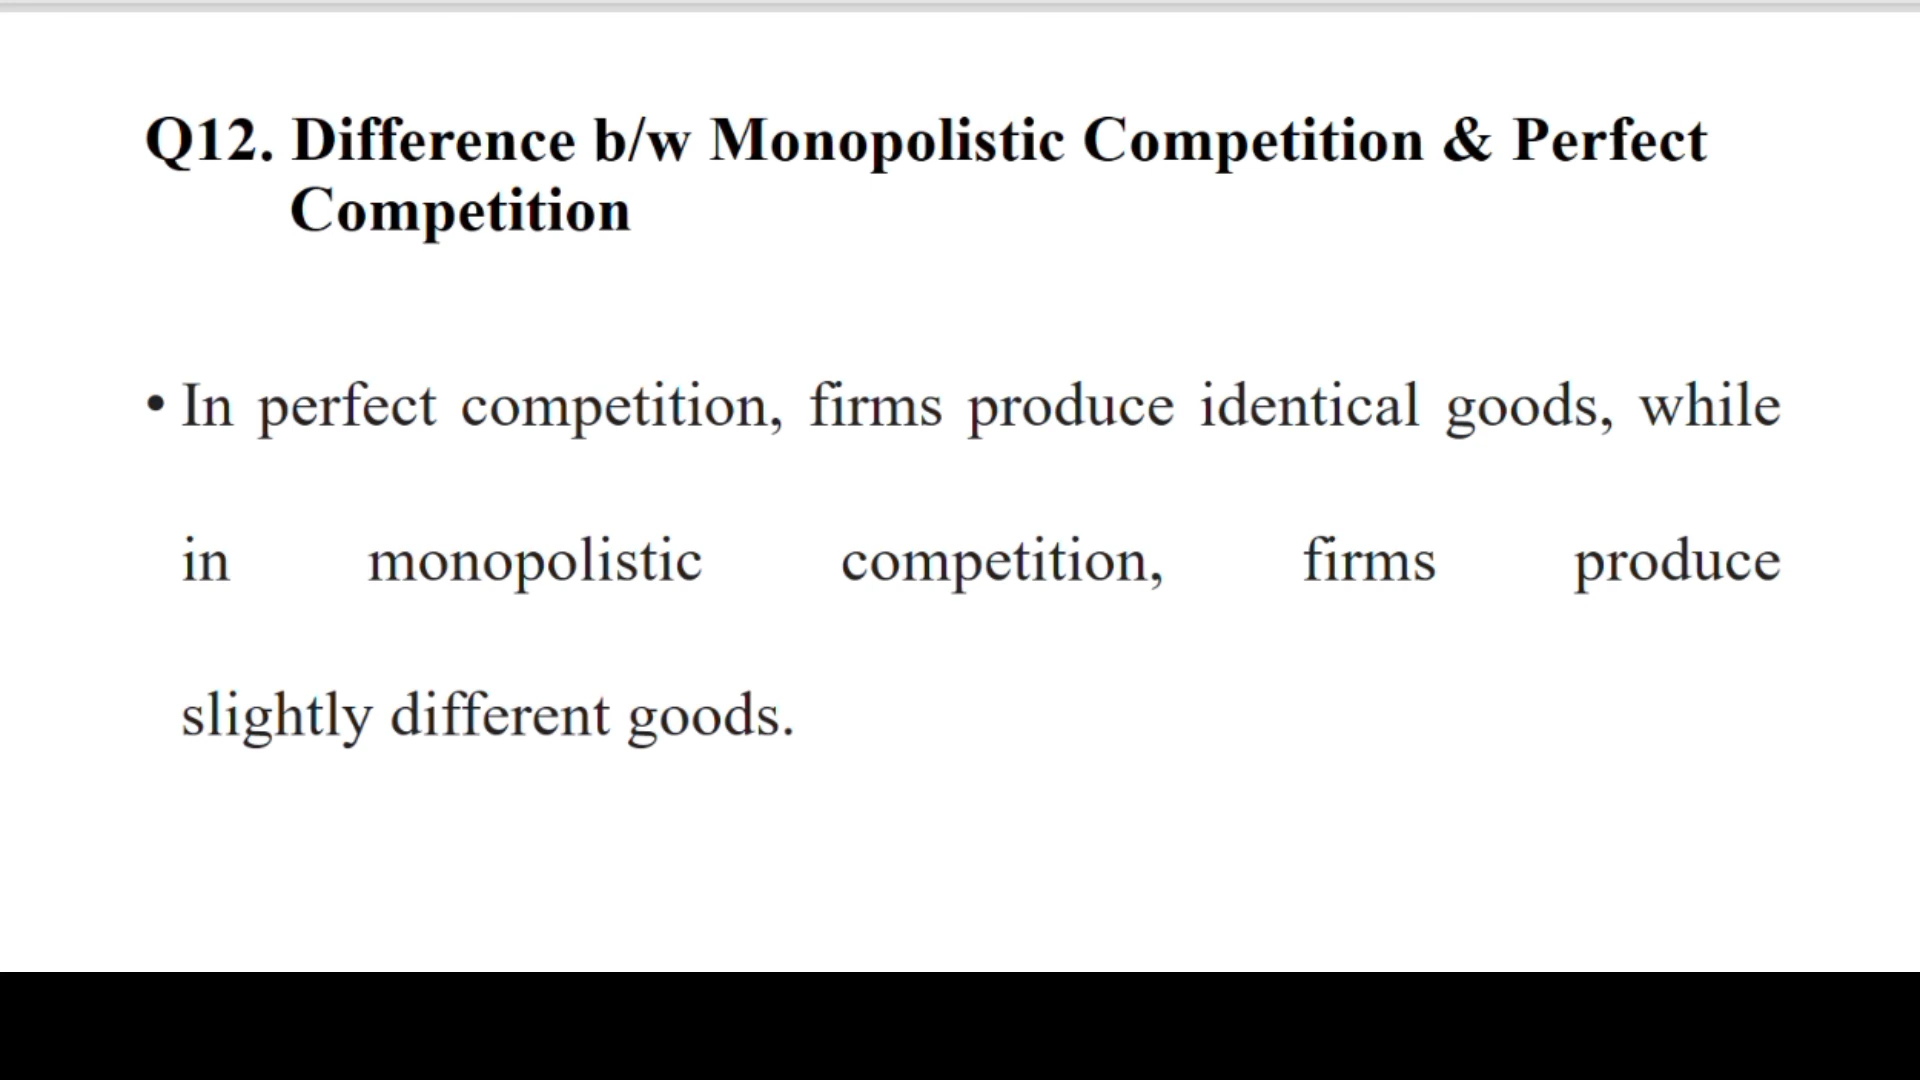 Q12. Difference b/w Monopolistic Competition & Perfect
Competition
• In perfect competition, firms produce identical goods, while
in monopolistic competition, firms produce
slightly different goods.